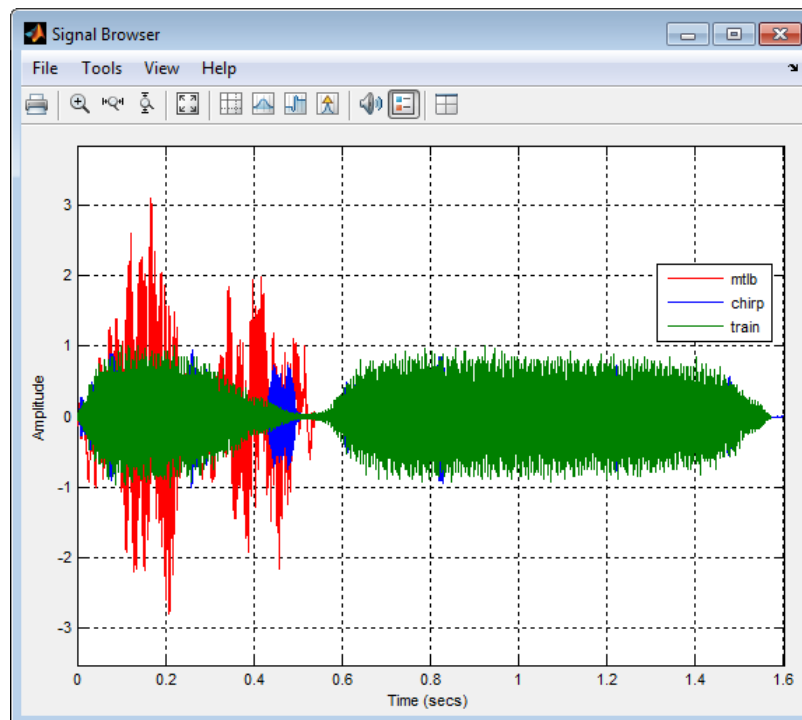 Signal Browser
File Tools View Help
3
2
1
0
-1
-2
-3
Amplitude
mtlb
chirp
train
0 0.2 0.4 0.6 0.8 1 1.2 1.4 1.6
Time (secs)